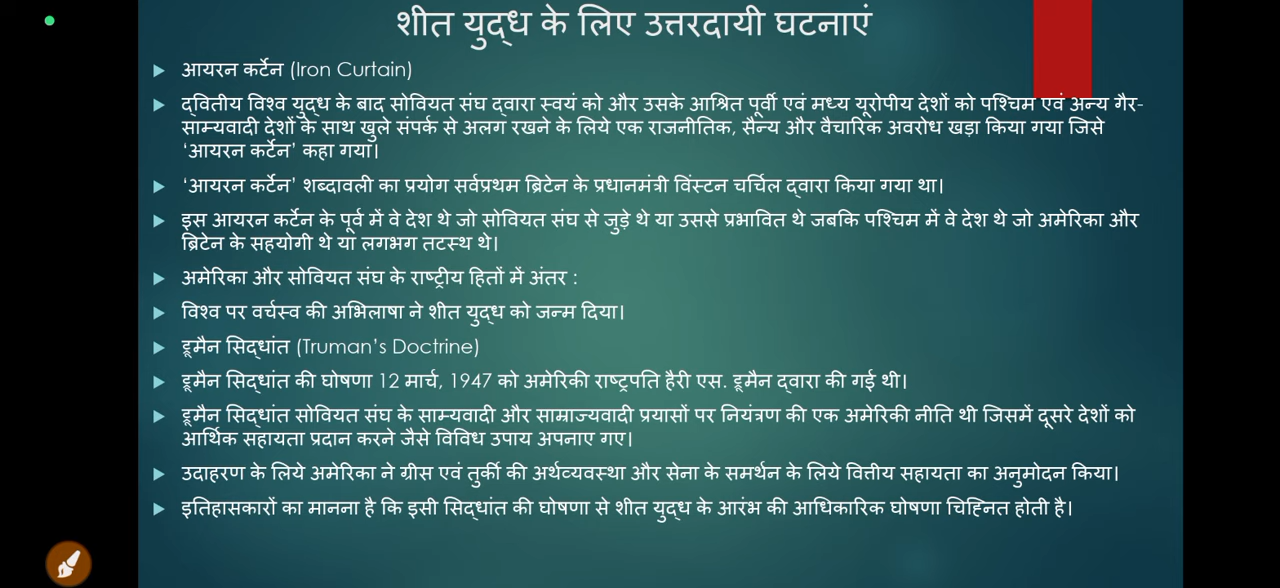 शीत युद्ध के लिए उत्तरदायी घटनाएं
आयरन कर्टेन (Iron Curtain)
द्वितीय विश्व युद्ध के बाद सोवियत संघ द्वारा स्वयं को और उसके आश्रित पूर्वी एवं मध्य यूरोपीय देशों को पश्चिम एवं अन्य गैर-
साम्यवादी देशों के साथ खुले संपर्क से अलग रखने के लिये एक राजनीतिक, सैन्य और वैचारिक अवरोध खड़ा किया गया जिसे
‘आयरन कर्टेन’ कहा गया।
‘आयरन कर्टेन’ शब्दावली का प्रयोग सर्वप्रथम ब्रिटेन के प्रधानमंत्री विंस्टन चर्चिल द्वारा किया गया था।
इस आयरन कर्टेन के पूर्व में वे देश थे जो सोवियत संघ से जुड़े थे या उससे प्रभावित थे जबकि पश्चिम में वे देश थे जो अमेरिका और
ब्रिटेन के सहयोगी थे या लगभग तटस्थ थे।
अमेरिका और सोवियत संघ के राष्ट्रीय हितों में अंतर :
विश्व पर वर्चस्व की अभिलाषा ने शीत युद्ध को जन्म दिया।
ड्रूमैन सिद्धांत (Truman’s Doctrine)
ड्रूमैन सिद्धांत की घोषणा 12 मार्च, 1947 को अमेरिकी राष्ट्रपति हैरी एस. ड्रूमैन द्वारा की गई थी।
ड्रूमैन सिद्धांत सोवियत संघ के साम्यवादी और साम्राज्यवादी प्रयासों पर नियंत्रण की एक अमेरिकी नीति थी जिसमें दूसरे देशों को
आर्थिक सहायता प्रदान करने जैसे विविध उपाय अपनाए गए।
उदाहरण के लिये अमेरिका ने ग्रीस एवं तुर्की की अर्थव्यवस्था और सेना के समर्थन के लिये वित्तीय सहायता का अनुमोदन किया।
इतिहासकारों का मानना है कि इसी सिद्धांत की घोषणा से शीत युद्ध के आरंभ की आधिकारिक घोषणा चिह्नित होती है।